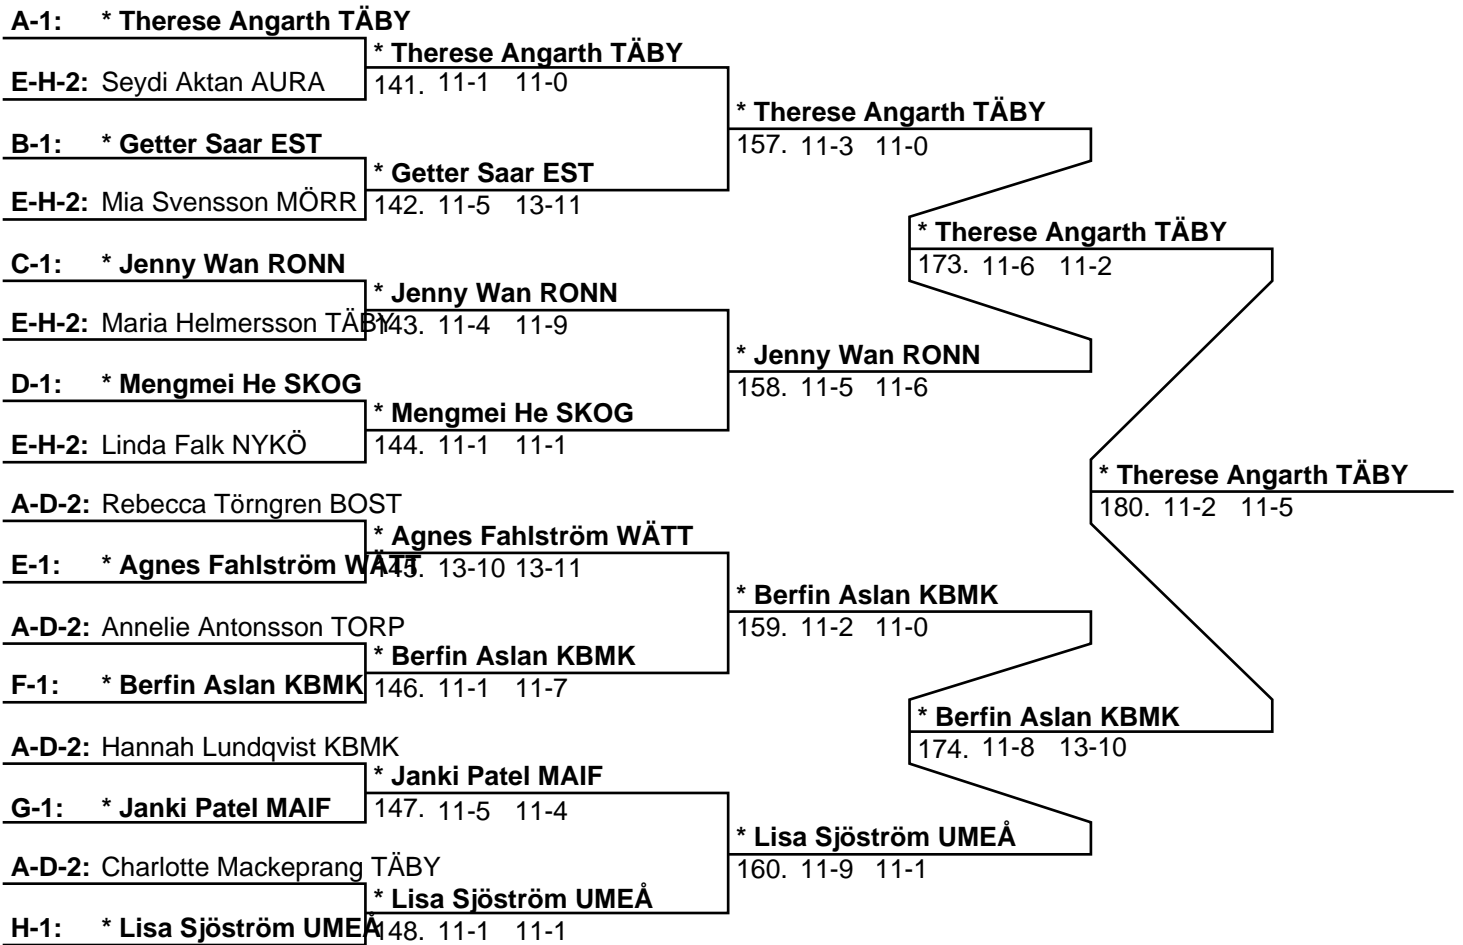 A-1: * Therese Angarth TÄBY
* Therese Angarth TÄBY
E-H-2: Seydi Aktan AURA
141. 11-1 11-0
* Therese Angarth TÄBY
B-1: * Getter Saar EST
157. 11-3 11-0
* Getter Saar EST
E-H-2: Mia Svensson MÖRR
142. 11-5 13-11
* Therese Angarth TÄBY
C-1: * Jenny Wan RONN
173. 11-6 11-2
* Jenny Wan RONN
E-H-2: Maria Helmersson TÄBY
143. 11-4 11-9
* Jenny Wan RONN
D-1: * Mengmei He SKOG
158. 11-5 11-6
* Mengmei He SKOG
E-H-2: Linda Falk NYKÖ
144. 11-1 11-1
* Therese Angarth TÄBY
A-D-2: Rebecca Törngren BOST
180. 11-2 11-5
* Agnes Fahlström WÄTT
E-1: * Agnes Fahlström WÄTT
145. 13-10 13-11
* Berfin Aslan KBMK
A-D-2: Annelie Antonsson TORP
159. 11-2 11-0
* Berfin Aslan KBMK
F-1: * Berfin Aslan KBMK
146. 11-1 11-7
* Berfin Aslan KBMK
A-D-2: Hannah Lundqvist KBMK
174. 11-8 13-10
* Janki Patel MAIF
G-1: * Janki Patel MAIF
147. 11-5 11-4
* Lisa Sjöström UMEÅ
A-D-2: Charlotte Mackeprang TÄBY
160. 11-9 11-1
* Lisa Sjöström UMEÅ
H-1: * Lisa Sjöström UMEÅ
148. 11-1 11-1